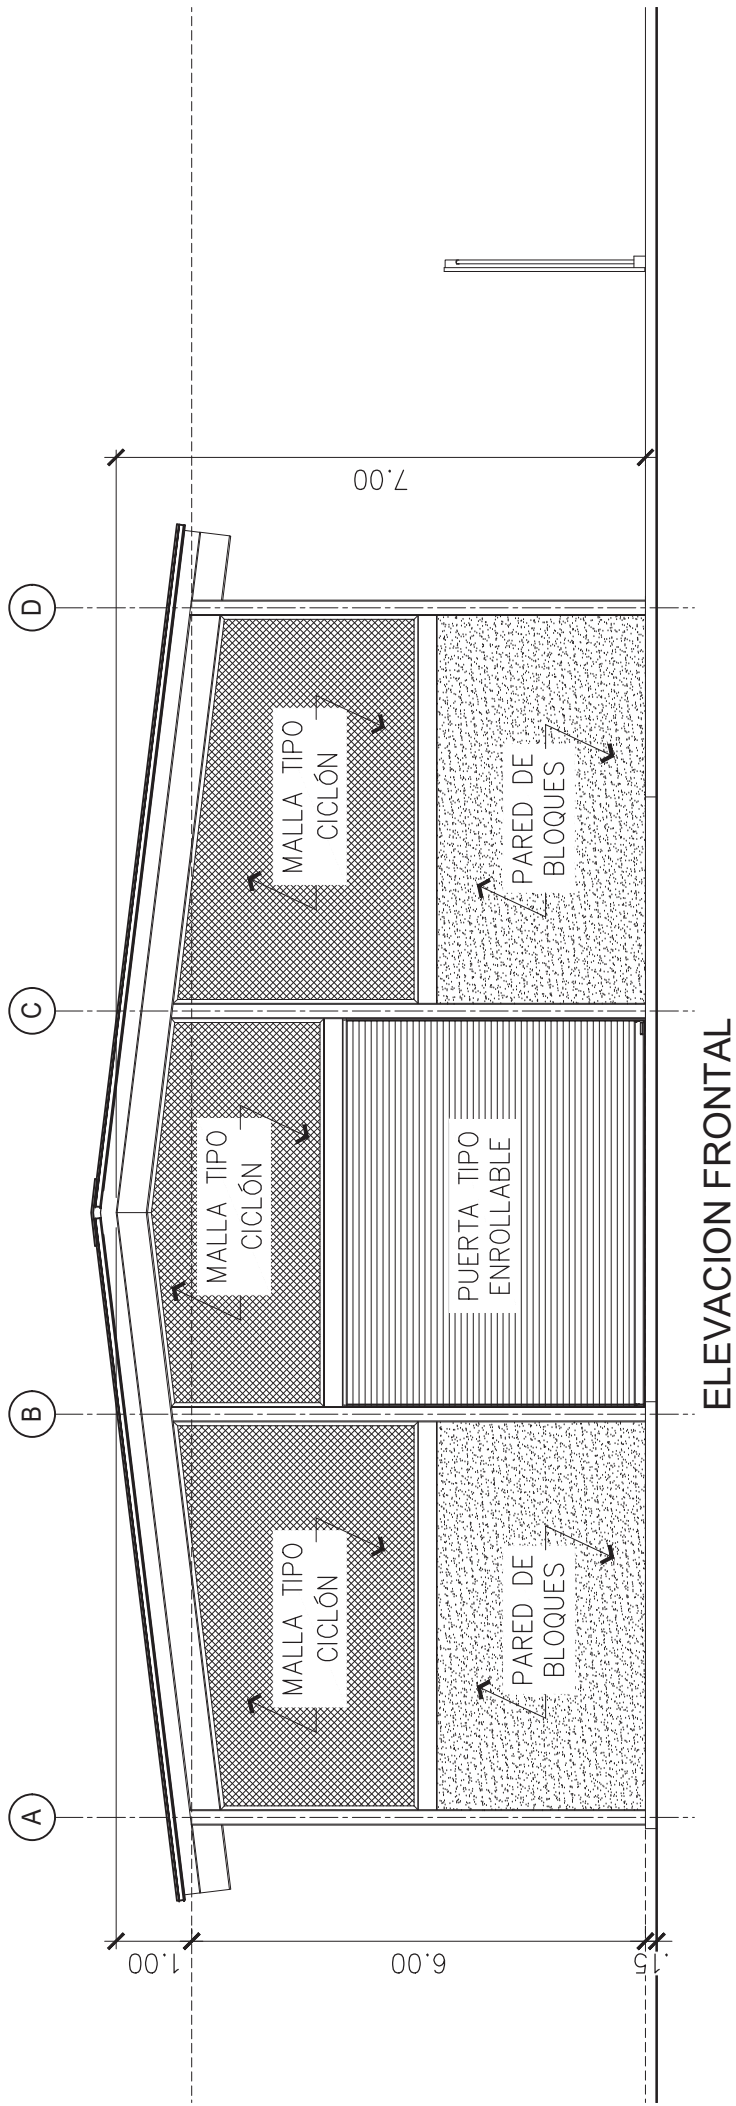 A
B
C
D
MALLA TIPO
CICLÓN
MALLA TIPO
CICLÓN
MALLA TIPO
CICLÓN
PARED DE
BLOQUES
PUERTA TIPO
ENROLLABLE
PARED DE
BLOQUES
1.00
6.00
.15
7.00
ELEVACION FRONTAL